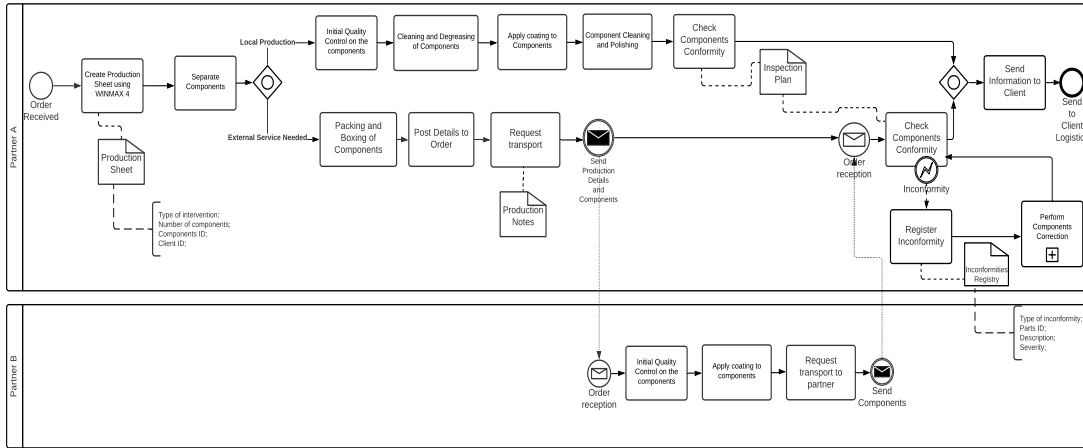 Partner A
Order
Received
Create Production
Sheet using
WINMAX 4
Production
Sheet
Type of intervention;
Number of components;
Components ID;
Client ID;
Separate
Components
Local Production
External Service Needed
Initial Quality
Control on the
components
Cleaning and Degreasing
of Components
Apply coating to
Components
Component Cleaning
and Polishing
Check
Components
Conformity
Inspection
Plan
Packing and
Boxing of
Components
Post Details to
Order
Request
transport
Production
Notes
Send
Production
Details
and
Components
Order
reception
Check
Components
Conformity
Inconformity
Register
Inconformity
Inconformities
Registry
Type of inconformity;
Parts ID;
Description;
Severity;
Perform
Components
Correction
Send
Information to
Client
Send
to
Client
Logistic
Partner B
Order
reception
Initial Quality
Control on the
components
Apply coating to
components
Request
transport to
partner
Send
Components